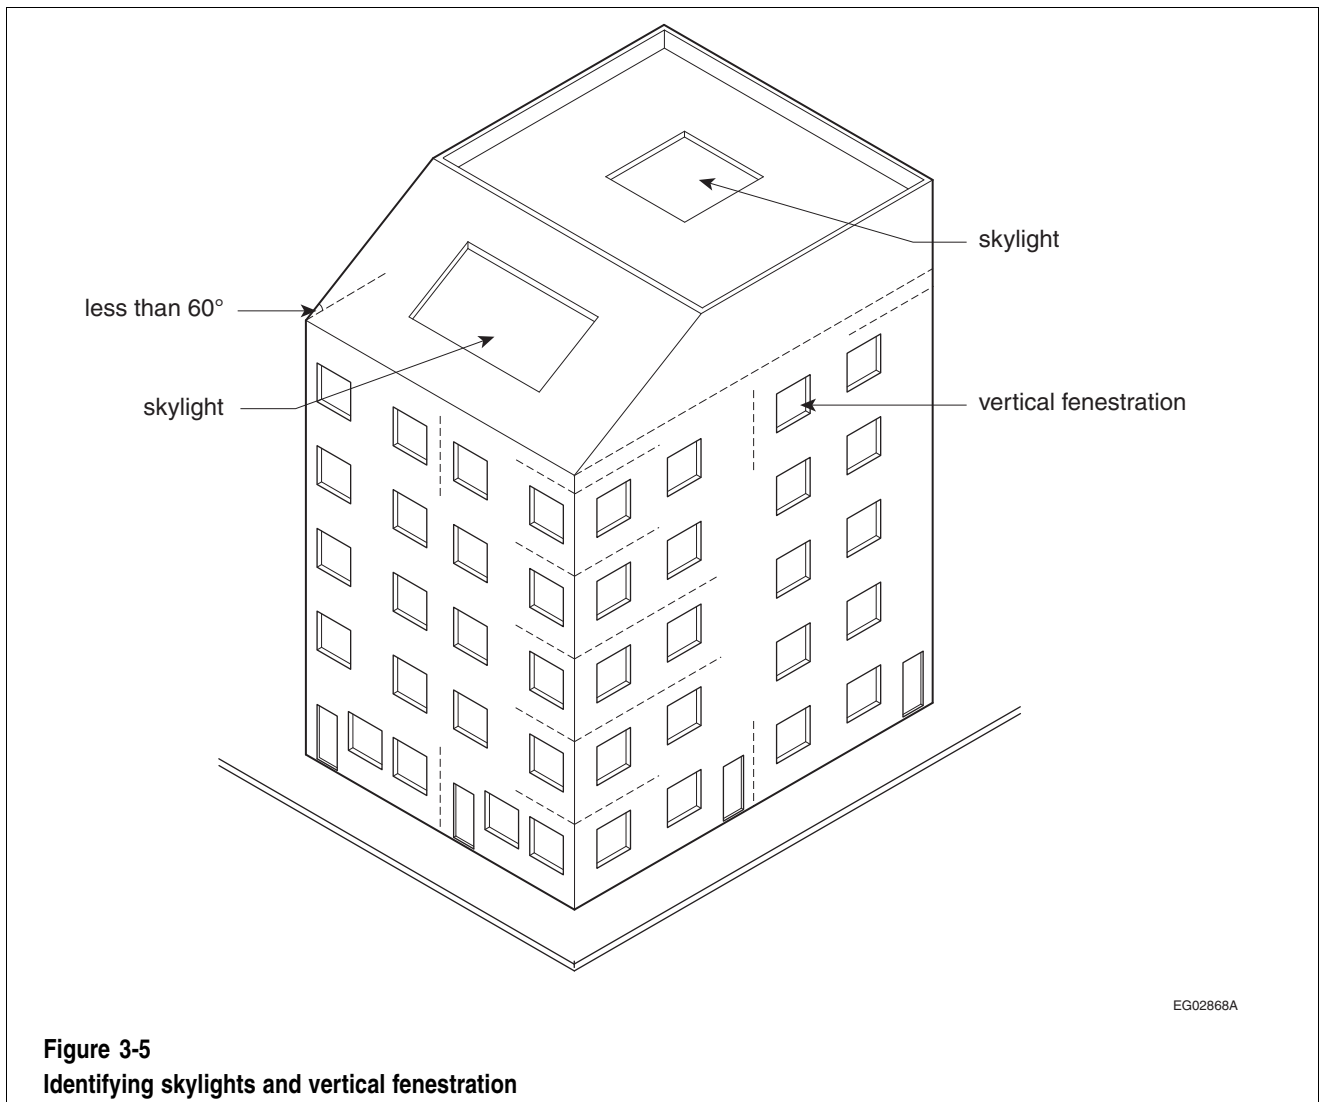 skylight
less than 60°
skylight
vertical fenestration
EG02868A
Figure 3-5
Identifying skylights and vertical fenestration